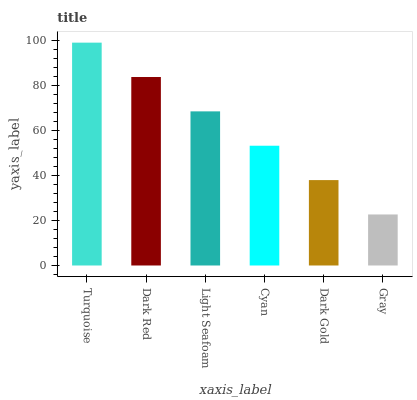 title
yaxis_label
100
80
60
40
20
0
Turquoise
Dark Red
Light Seafoam
Cyan
Dark Gold
Gray
xaxis_label